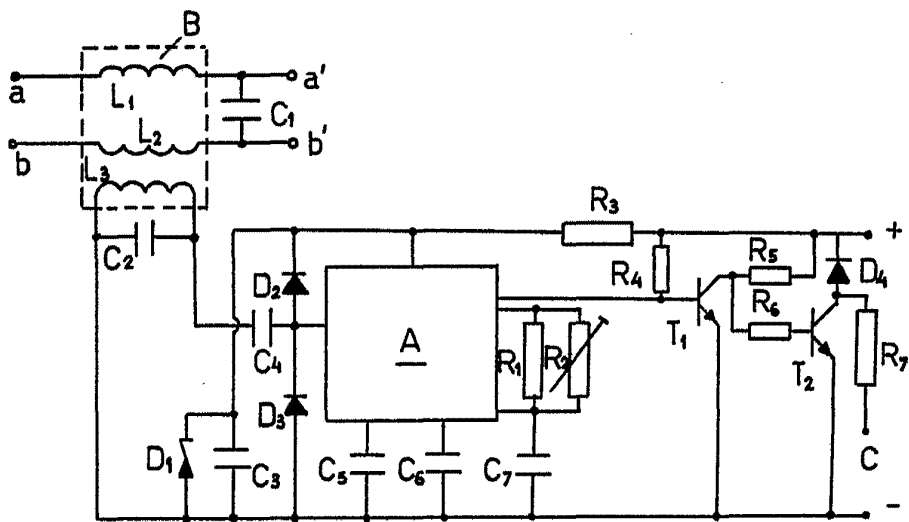 B
a
L1
a'
C1
b
L2
b'
L3
C2
R3
+
D2
R4
R5
D4
C4
A
R1
R2
T1
R6
T2
R7
D3
D1
C3
C5
C6
C7
C
-